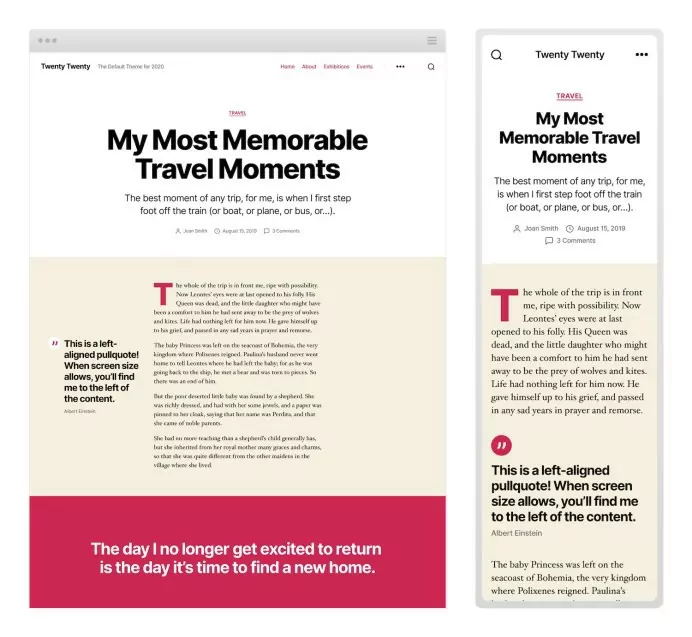 Twenty Twenty The Default Theme for 2020 Home About Exhibitions Events
TRAVEL
My Most Memorable
Travel Moments
The best moment of any trip, for me, is when I first step
foot off the train (or boat, or plane, or bus, or…).
Joan Smith August 15, 2019 3 Comments
The whole of the trip is in front me, ripe with possibility.
Now Leontes' eyes were at last opened to his folly. His
Queen was dead, and the little daughter who might have
been a comfort to him he had sent away to be the prey of wolves
and kites. Life had nothing left for him now. He gave himself up
to his grief, and passed in any sad years in prayer and remorse.
” This is a left-
aligned pullquote!
When screen size
allows, you'll find
me to the left of
the content.
Albert Einstein
The baby Princess was left on the seacoast of Bohemia, the very
kingdom where Polixenes reigned. Paulina's husband never went
home to tell Leontes where he had left the baby; for as he was
going back to the ship, he met a bear and was torn to pieces. So
there was an end of him.
But the poor deserted little baby was found by a shepherd. She
was richly dressed, and had with her some jewels, and a paper was
pinned to her cloak, saying that her name was Perdita, and that
she came of noble parents.
She had no more teaching than a shepherd's child generally has,
but she inherited from her royal mother many graces and charms,
so that she was quite different from the other maidens in the
village where she lived.
The day I no longer get excited to return
is the day it's time to find a new home.
Twenty Twenty
TRAVEL
My Most
Memorable Travel
Moments
The best moment of any trip, for me,
is when I first step foot off the train
(or boat, or plane, or bus, or…).
Joan Smith August 15, 2019
3 Comments
The whole of the trip is in front
me, ripe with possibility. Now
Leontes' eyes were at last
opened to his folly. His Queen was
dead, and the little daughter who might
have been a comfort to him he had sent
away to be the prey of wolves and kites.
Life had nothing left for him now. He
gave himself up to his grief, and passed
in any sad years in prayer and remorse.
”
This is a left-aligned
pullquote! When screen
size allows, you'll find me
to the left of the content.
Albert Einstein
The baby Princess was left on the
seacoast of Bohemia, the very kingdom
where Polixenes reigned. Paulina's